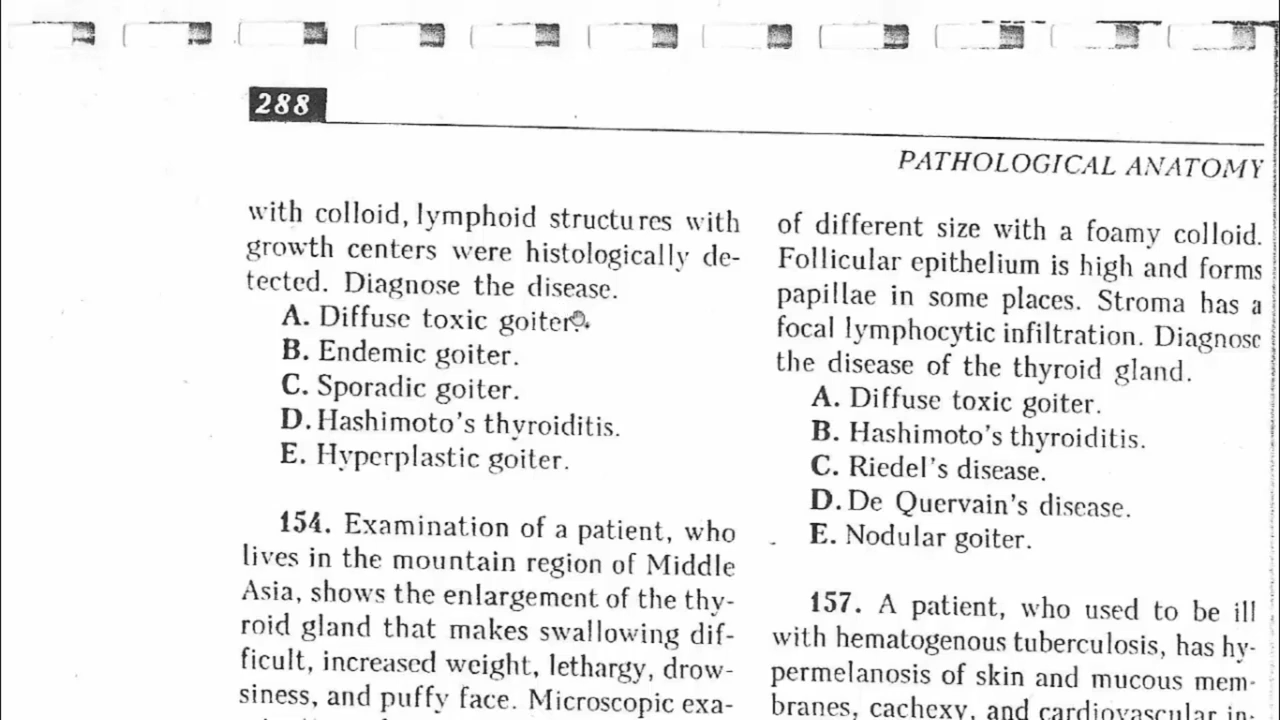 288
PATHOLOGICAL ANATOMY
with colloid, lymphoid structures with
growth centers were histologically de-
tected. Diagnose the disease.
A. Diffuse toxic goiter.
B. Endemic goiter.
C. Sporadic goiter.
D. Hashimoto's thyroiditis.
E. Hyperplastic goiter.
154. Examination of a patient, who
lives in the mountain region of Middle
Asia, shows the enlargement of the thy-
roid gland that makes swallowing dif-
ficult, increased weight, lethargy, drow-
siness, and puffy face. Microscopic exa-
of different size with a foamy colloid.
Follicular epithelium is high and forms
papillae in some places. Stroma has a
focal lymphocytic infiltration. Diagnose
the disease of the thyroid gland.
A. Diffuse toxic goiter.
B. Hashimoto's thyroiditis.
C. Riedel's disease.
D. De Quervain's disease.
E. Nodular goiter.
157. A patient, who used to be ill
with hematogenous tuberculosis, has hy-
permelanosis of skin and mucous mem-
branes, cachexy, and cardiovascular in-